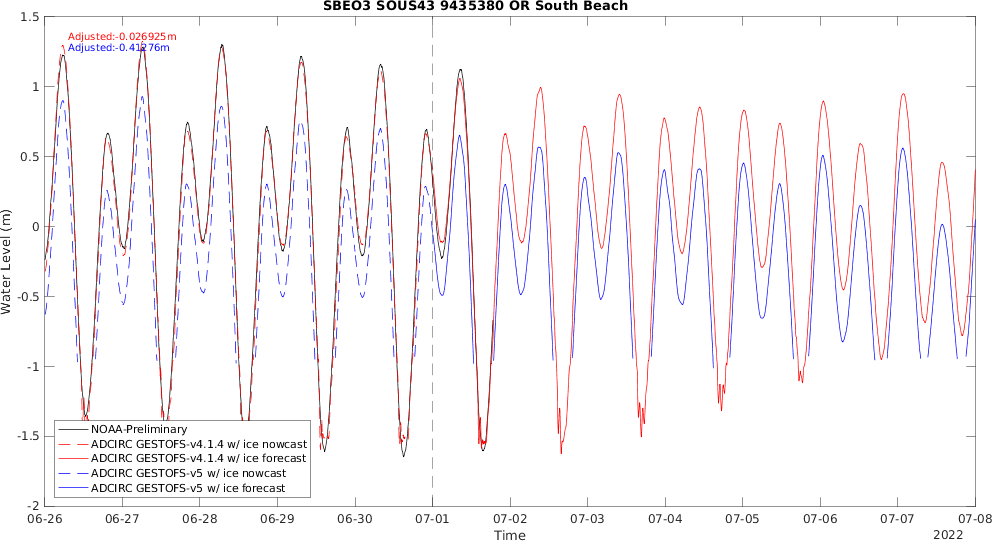 SBEO3 SOUS43 9435380 OR South Beach
Adjusted:-0.026925m
Adjusted:-0.41276m
Water Level (m)
1.5
1
0.5
0
-0.5
-1
-1.5
-2
NOAA-Preliminary
ADCIRC GESTOFS-v4.1.4 w/ ice nowcast
ADCIRC GESTOFS-v4.1.4 w/ ice forecast
ADCIRC GESTOFS-v5 w/ ice nowcast
ADCIRC GESTOFS-v5 w/ ice forecast
06-26 06-27 06-28 06-29 06-30 07-01 07-02 07-03 07-04 07-05 07-06 07-07 07-08
Time
2022